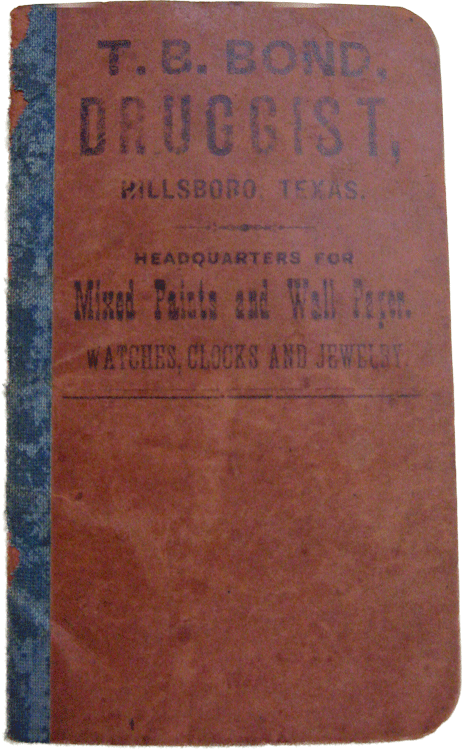 T. B. BOND,
DRUGGIST,
HILLSBORO, TEXAS.
HEADQUARTERS FOR
Mixed Paints and Wall Paper.
WATCHES, CLOCKS AND JEWELRY.